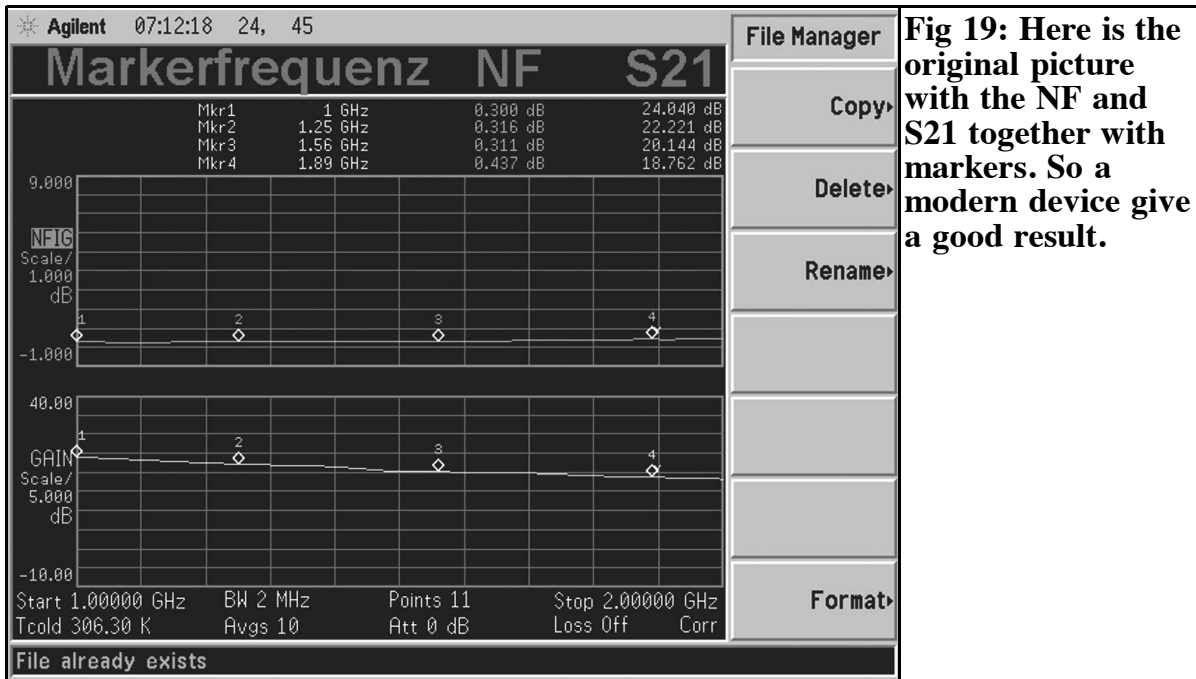 Agilent 07:12:18 24, 45
Markerfrequenz NF S21
Mkr1 1 GHz 0.300 dB 24.040 dB
Mkr2 1.25 GHz 0.316 dB 22.221 dB
Mkr3 1.56 GHz 0.311 dB 20.144 dB
Mkr4 1.89 GHz 0.437 dB 18.762 dB
9.000
NFIG
Scale/
1.000
dB
1 2 3 4
-1.000
40.00
1 2 3 4
GAIN
Scale/
5.000
dB
-10.00
Start 1.00000 GHz BW 2 MHz Points 11 Stop 2.00000 GHz
Tcold 306.30 K Avgs 10 Att 0 dB Loss Off Corr
File already exists
File Manager
Copy
Delete
Rename
Format
Fig 19: Here is the
original picture
with the NF and
S21 together with
markers. So a
modern device give
a good result.